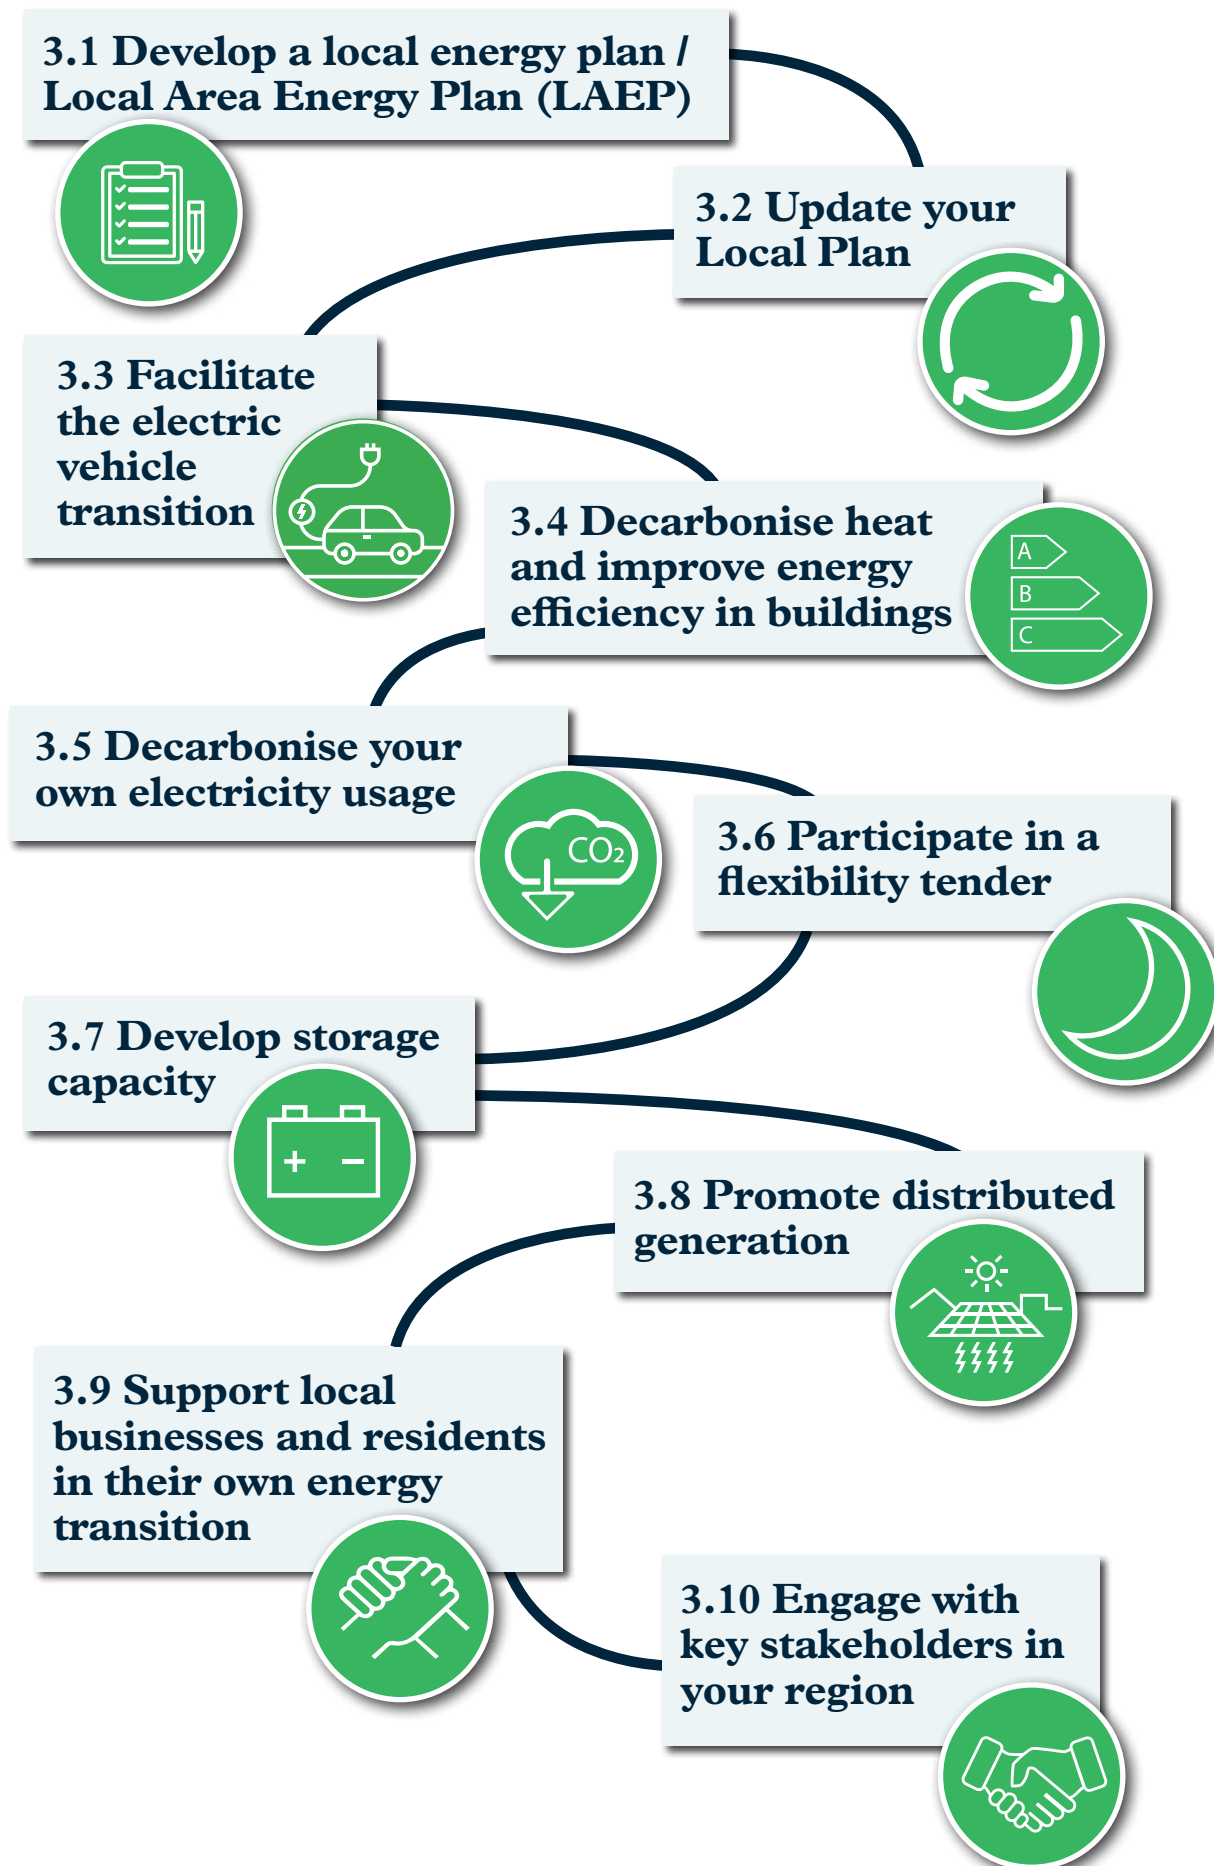 3.1 Develop a local energy plan /
Local Area Energy Plan (LAEP)
3.2 Update your
Local Plan
3.3 Facilitate
the electric
vehicle
transition
3.4 Decarbonise heat
and improve energy
efficiency in buildings
A
B
C
3.5 Decarbonise your
own electricity usage
CO₂
3.6 Participate in a
flexibility tender
3.7 Develop storage
capacity
+ −
3.8 Promote distributed
generation
3.9 Support local
businesses and residents
in their own energy
transition
3.10 Engage with
key stakeholders in
your region